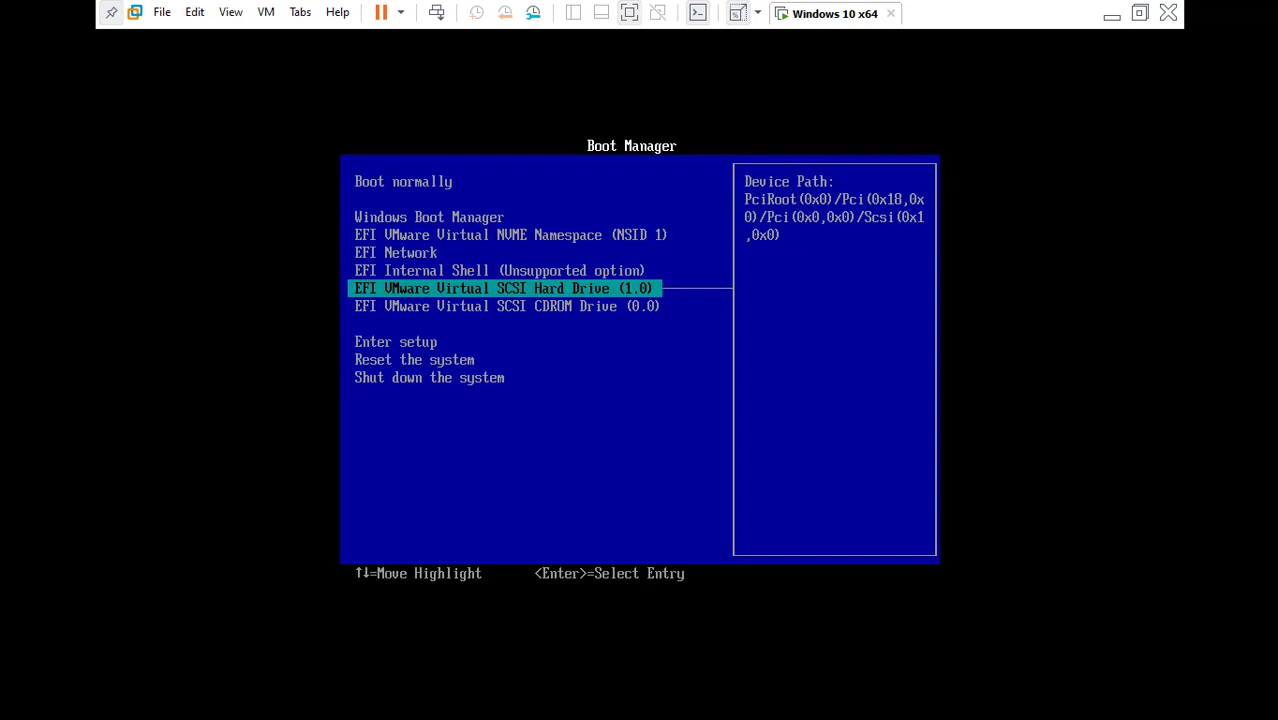 File Edit View VM Tabs Help Windows 10 x64
Boot Manager
Boot normally
Windows Boot Manager
EFI VMware Virtual NVME Namespace (NSID 1)
EFI Network
EFI Internal Shell (Unsupported option)
EFI VMware Virtual SCSI Hard Drive (1.0)
EFI VMware Virtual SCSI CDROM Drive (0.0)
Enter setup
Reset the system
Shut down the system
Device Path:
PciRoot(0x0)/Pci(0x18,0x
0)/Pci(0x0,0x0)/Scsi(0x1
,0x0)
↑↓=Move Highlight <Enter>=Select Entry